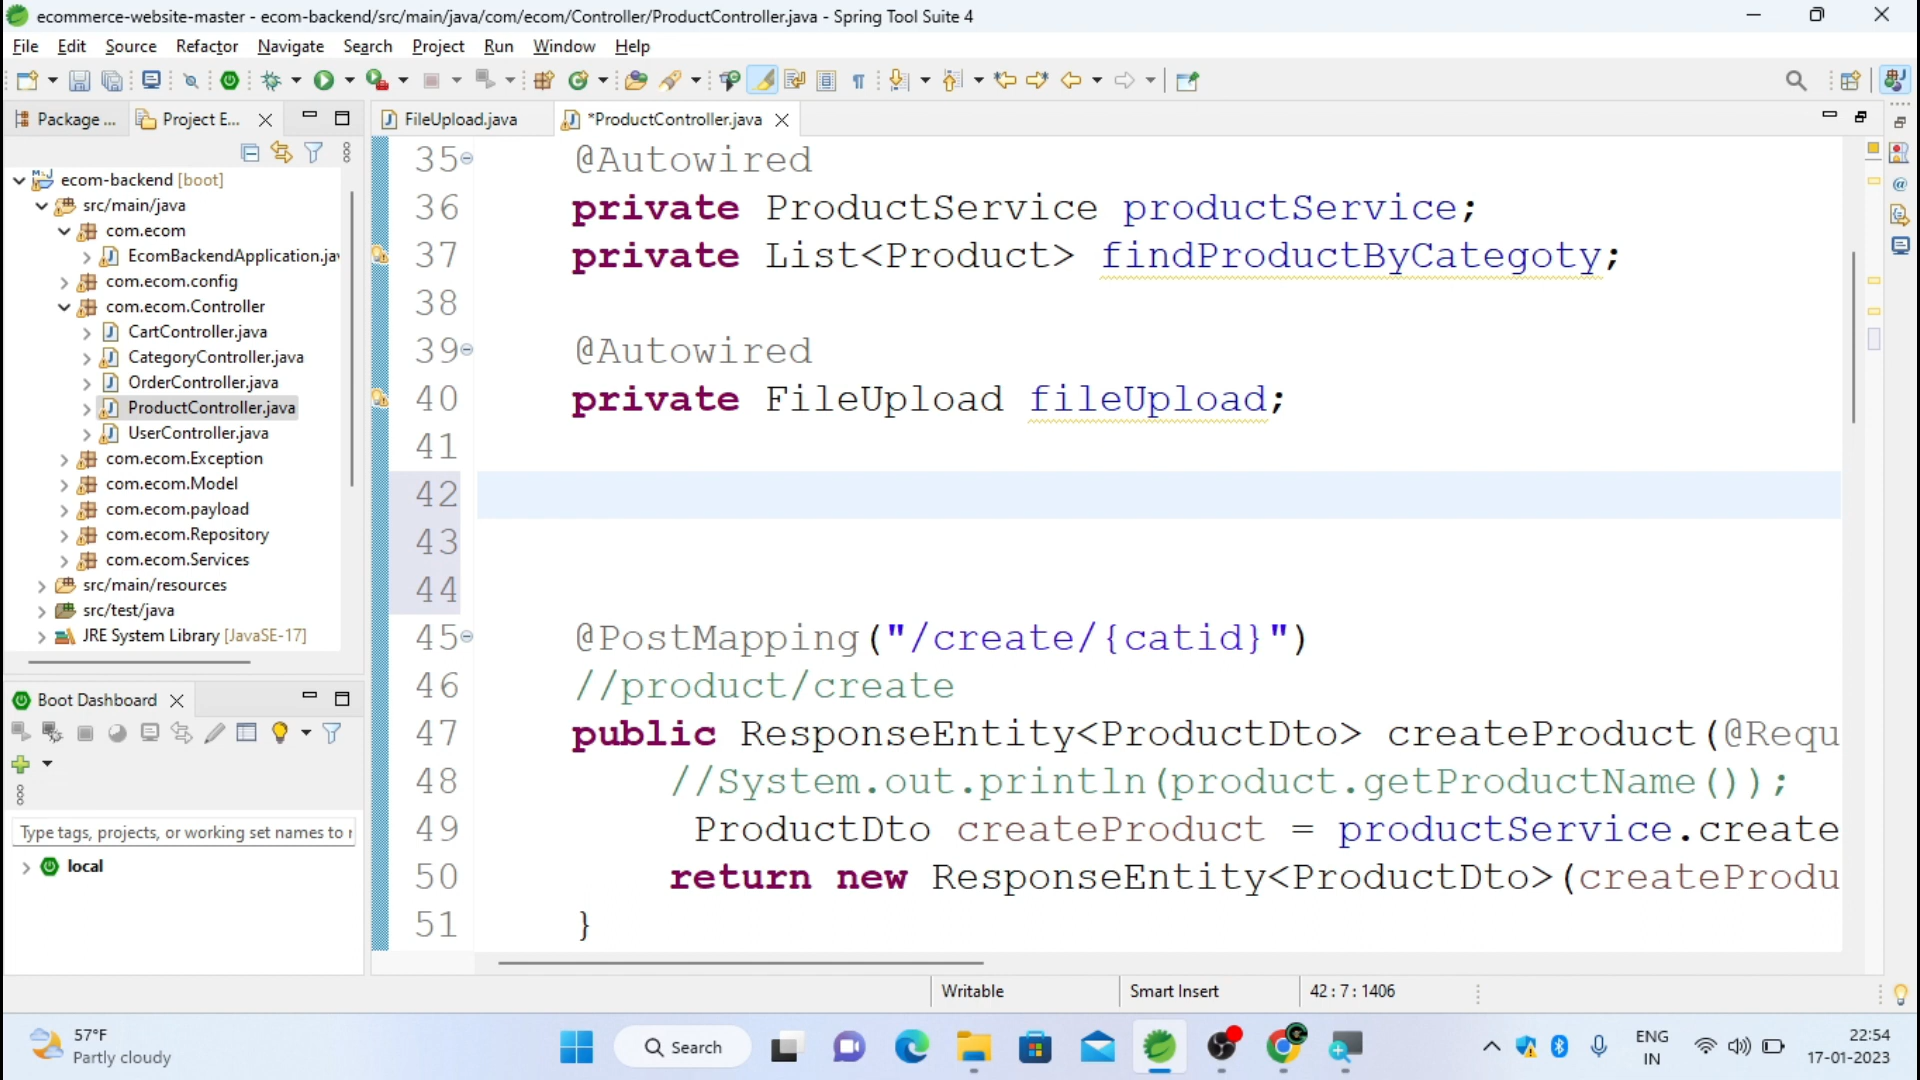 ecommerce-website-master - ecom-backend/src/main/java/com/ecom/Controller/ProductController.java - Spring Tool Suite 4
File Edit Source Refactor Navigate Search Project Run Window Help
Package ... Project E... FileUpload.java *ProductController.java
ecom-backend [boot]
src/main/java
com.ecom
EcomBackendApplication.jav
com.ecom.config
com.ecom.Controller
CartController.java
CategoryController.java
OrderController.java
ProductController.java
UserController.java
com.ecom.Exception
com.ecom.Model
com.ecom.payload
com.ecom.Repository
com.ecom.Services
src/main/resources
src/test/java
JRE System Library [JavaSE-17]
Boot Dashboard
Type tags, projects, or working set names to r
local
35 @Autowired
36 private ProductService productService;
37 private List<Product> findProductByCategoty;
38
39 @Autowired
40 private FileUpload fileUpload;
41
42
43
44
45 @PostMapping("/create/{catid}")
46 //product/create
47 public ResponseEntity<ProductDto> createProduct(@Requ
48 //System.out.println(product.getProductName());
49 ProductDto createProduct = productService.create
50 return new ResponseEntity<ProductDto>(createProdu
51 }
Writable Smart Insert 42 : 7 : 1406
57°F
Partly cloudy
Search
ENG
IN
22:54
17-01-2023